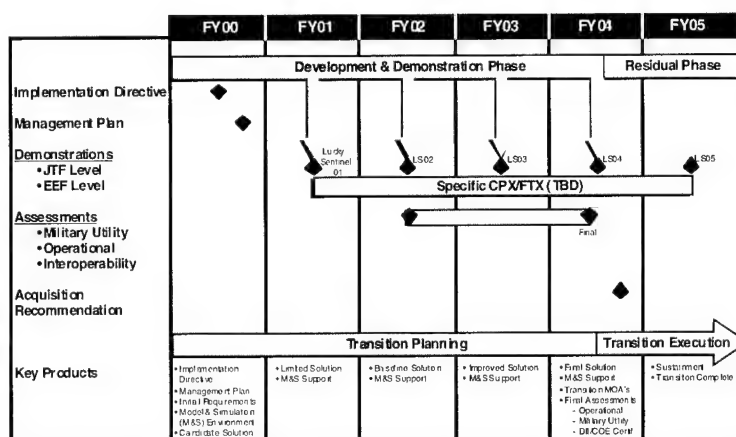 FY00 FY01 FY02 FY03 FY04 FY05
Development & Demonstration Phase
Residual Phase
Implementation Directive
Management Plan
Demonstrations
•JTF Level
•EEF Level
Lucky
Sentinel
01
LS02
LS03
LS04
LS05
Specific CPX/FTX (TBD)
Assessments
•Military Utility
•Operational
•Interoperability
Final
Acquisition
Recommendation
Transition Planning
Transition Execution
Key Products
•Implementation
Directive
•Management Plan
•Initial Requirements
•Model & Simulation
(M&S) Environment
•Candidate Solution
•Limited Solution
•M&S Support
•Baseline Solution
•M&S Support
•Improved Solution
•M&S Support
•Final Solution
•M&S Support
•Transition MOA's
•Final Assessments
- Operational
- Military Utility
- DII/COE Certif
•Sustainment
•Transition Complete